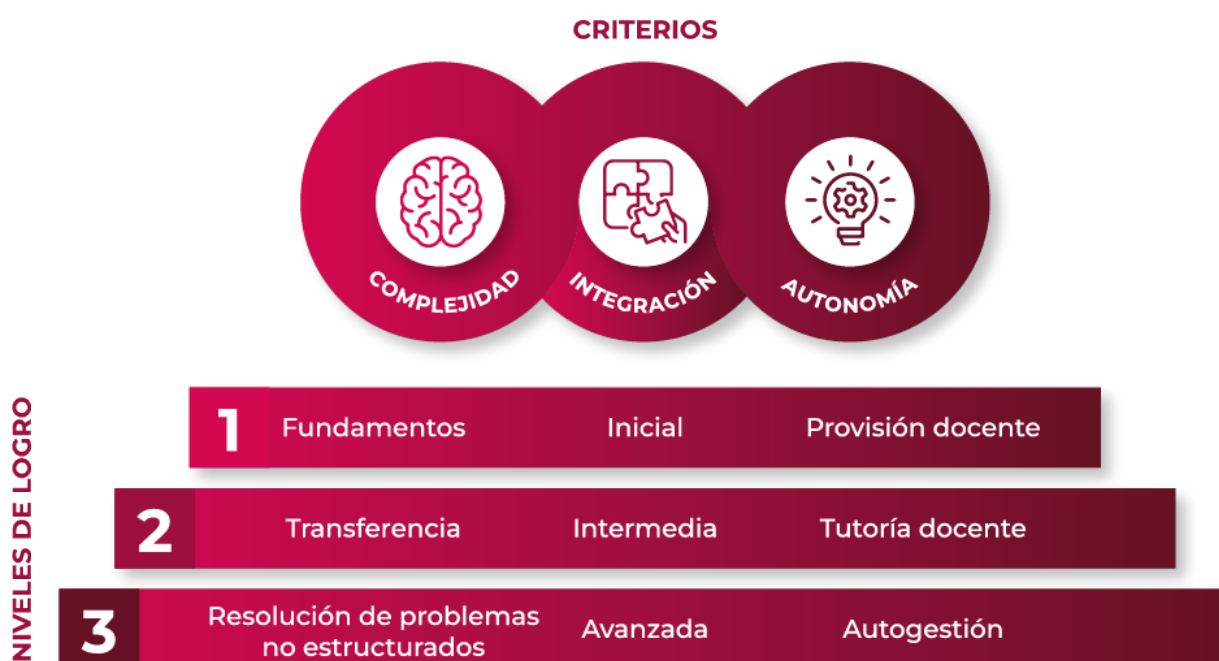 CRITERIOS
COMPLEJIDAD
INTEGRACIÓN
AUTONOMÍA
NIVELES DE LOGRO
1 Fundamentos Inicial Provisión docente
2 Transferencia Intermedia Tutoría docente
3 Resolución de problemas
no estructurados Avanzada Autogestión